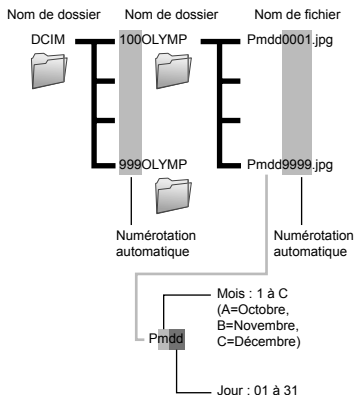 Nom de dossier Nom de dossier Nom de fichier
DCIM 100OLYMP Pmdd0001.jpg
999OLYMP Pmdd9999.jpg
Numérotation automatique
Numérotation automatique
Mois : 1 à C
(A=Octobre,
B=Novembre,
C=Décembre)
Pmdd
Jour : 01 à 31